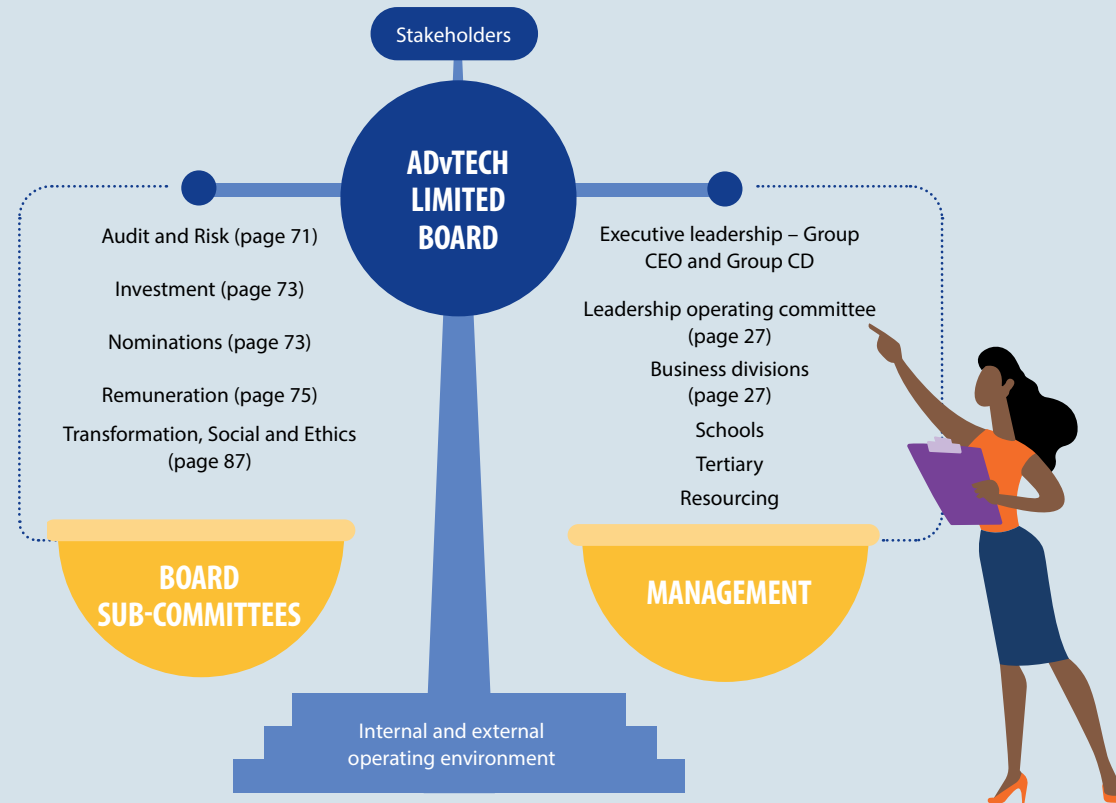 Stakeholders
ADvTECH
LIMITED
BOARD
Audit and Risk (page 71)
Investment (page 73)
Nominations (page 73)
Remuneration (page 75)
Transformation, Social and Ethics
(page 87)
BOARD
SUB-COMMITTEES
Executive leadership – Group
CEO and Group CD
Leadership operating committee
(page 27)
Business divisions
(page 27)
Schools
Tertiary
Resourcing
MANAGEMENT
Internal and external
operating environment